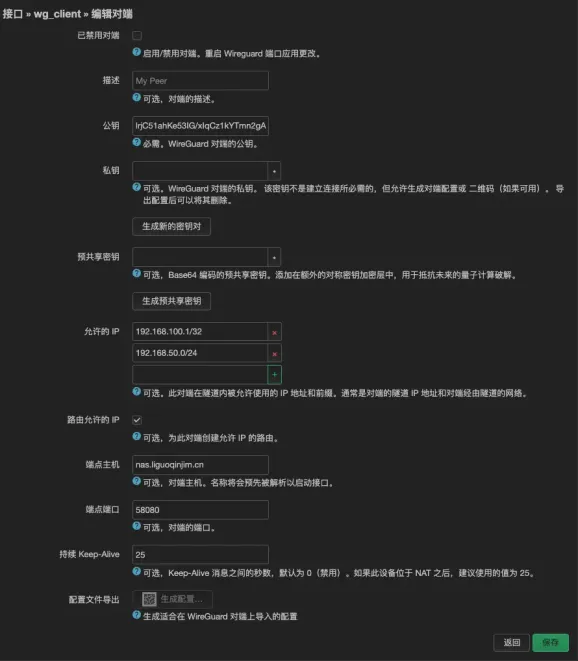 接口 » wg_client » 编辑对端
已禁用对端
启用/禁用对端。重启 Wireguard 端口应用更改。
描述
My Peer
可选，对端的描述。
公钥
lrjC51ahKe53IG/xIqCz1kYTmn2gA
必需。WireGuard 对端的公钥。
私钥
可选。WireGuard 对端的私钥。 该密钥不是建立连接所必需的，但允许生成对端配置或 二维码（如果可用）。 导
出配置后可以将其删除。
生成新的密钥对
预共享密钥
可选，Base64 编码的预共享密钥。添加在额外的对称密钥加密层中，用于抵抗未来的量子计算破解。
生成预共享密钥
允许的 IP
192.168.100.1/32
×
192.168.50.0/24
×
+
可选。此对端在隧道内被允许使用的 IP 地址和前缀。通常是对端的隧道 IP 地址和对端经由隧道的网络。
路由允许的 IP
可选，为此对端创建允许 IP 的路由。
端点主机
nas.liguoqinjim.cn
可选，对端主机。名称将会预先被解析以启动接口。
端点端口
58080
可选，对端的端口。
持续 Keep-Alive
25
可选，Keep-Alive 消息之间的秒数，默认为 0（禁用）。如果此设备位于 NAT 之后，建议使用的值为 25。
配置文件导出
生成配置...
生成适合在 WireGuard 对端上导入的配置
返回
保存